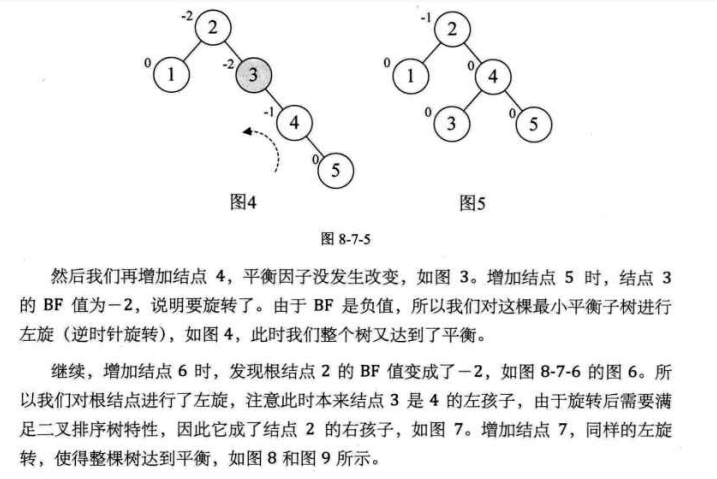 -2 2 -1 2
0 1 -2 3 0 1 0 4
-1 4 0 3 0 5
0 5
图4 图5
图 8-7-5
然后我们再增加结点 4，平衡因子没发生改变，如图 3。增加结点 5 时，结点 3
的 BF 值为－2，说明要旋转了。由于 BF 是负值，所以我们对这棵最小平衡子树进行
左旋（逆时针旋转），如图 4，此时我们整个树又达到了平衡。
继续，增加结点 6 时，发现根结点 2 的 BF 值变成了－2，如图 8-7-6 的图 6。所
以我们对根结点进行了左旋，注意此时本来结点 3 是 4 的左孩子，由于旋转后需要满
足二叉排序树特性，因此它成了结点 2 的右孩子，如图 7。增加结点 7，同样的左旋
转，使得整棵树达到平衡，如图 8 和图 9 所示。